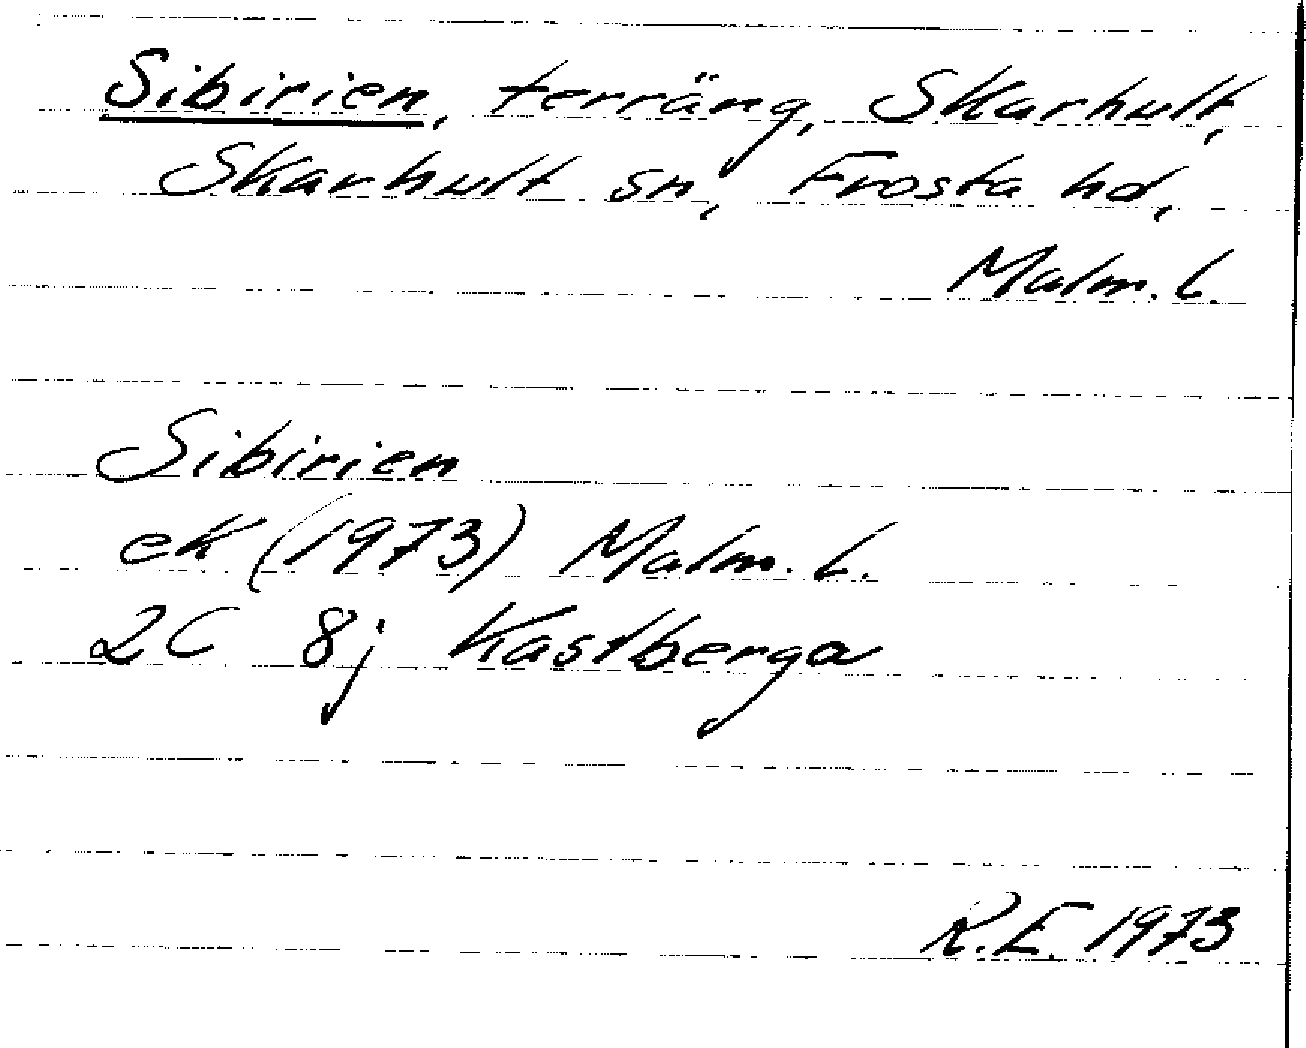 Sibirien, terräng, Skarhult,
Skarhult sn, Frosta hd,
Malm. l.
Sibirien
ek (1973) Malm. l.
2C 8j Kastberga
R.E. 1973